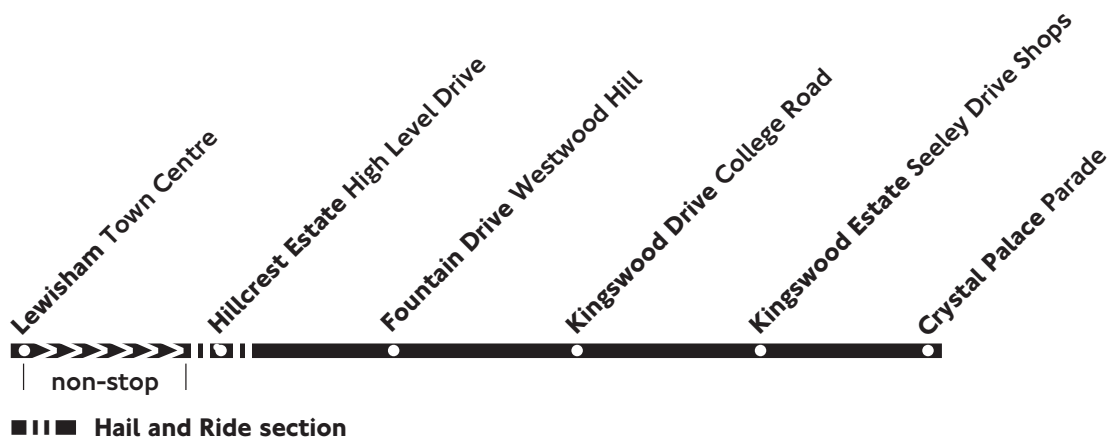 Lewisham Town Centre
Hillcrest Estate High Level Drive
Fountain Drive Westwood Hill
Kingswood Drive College Road
Kingswood Estate Seeley Drive Shops
Crystal Palace Parade
non-stop
Hail and Ride section